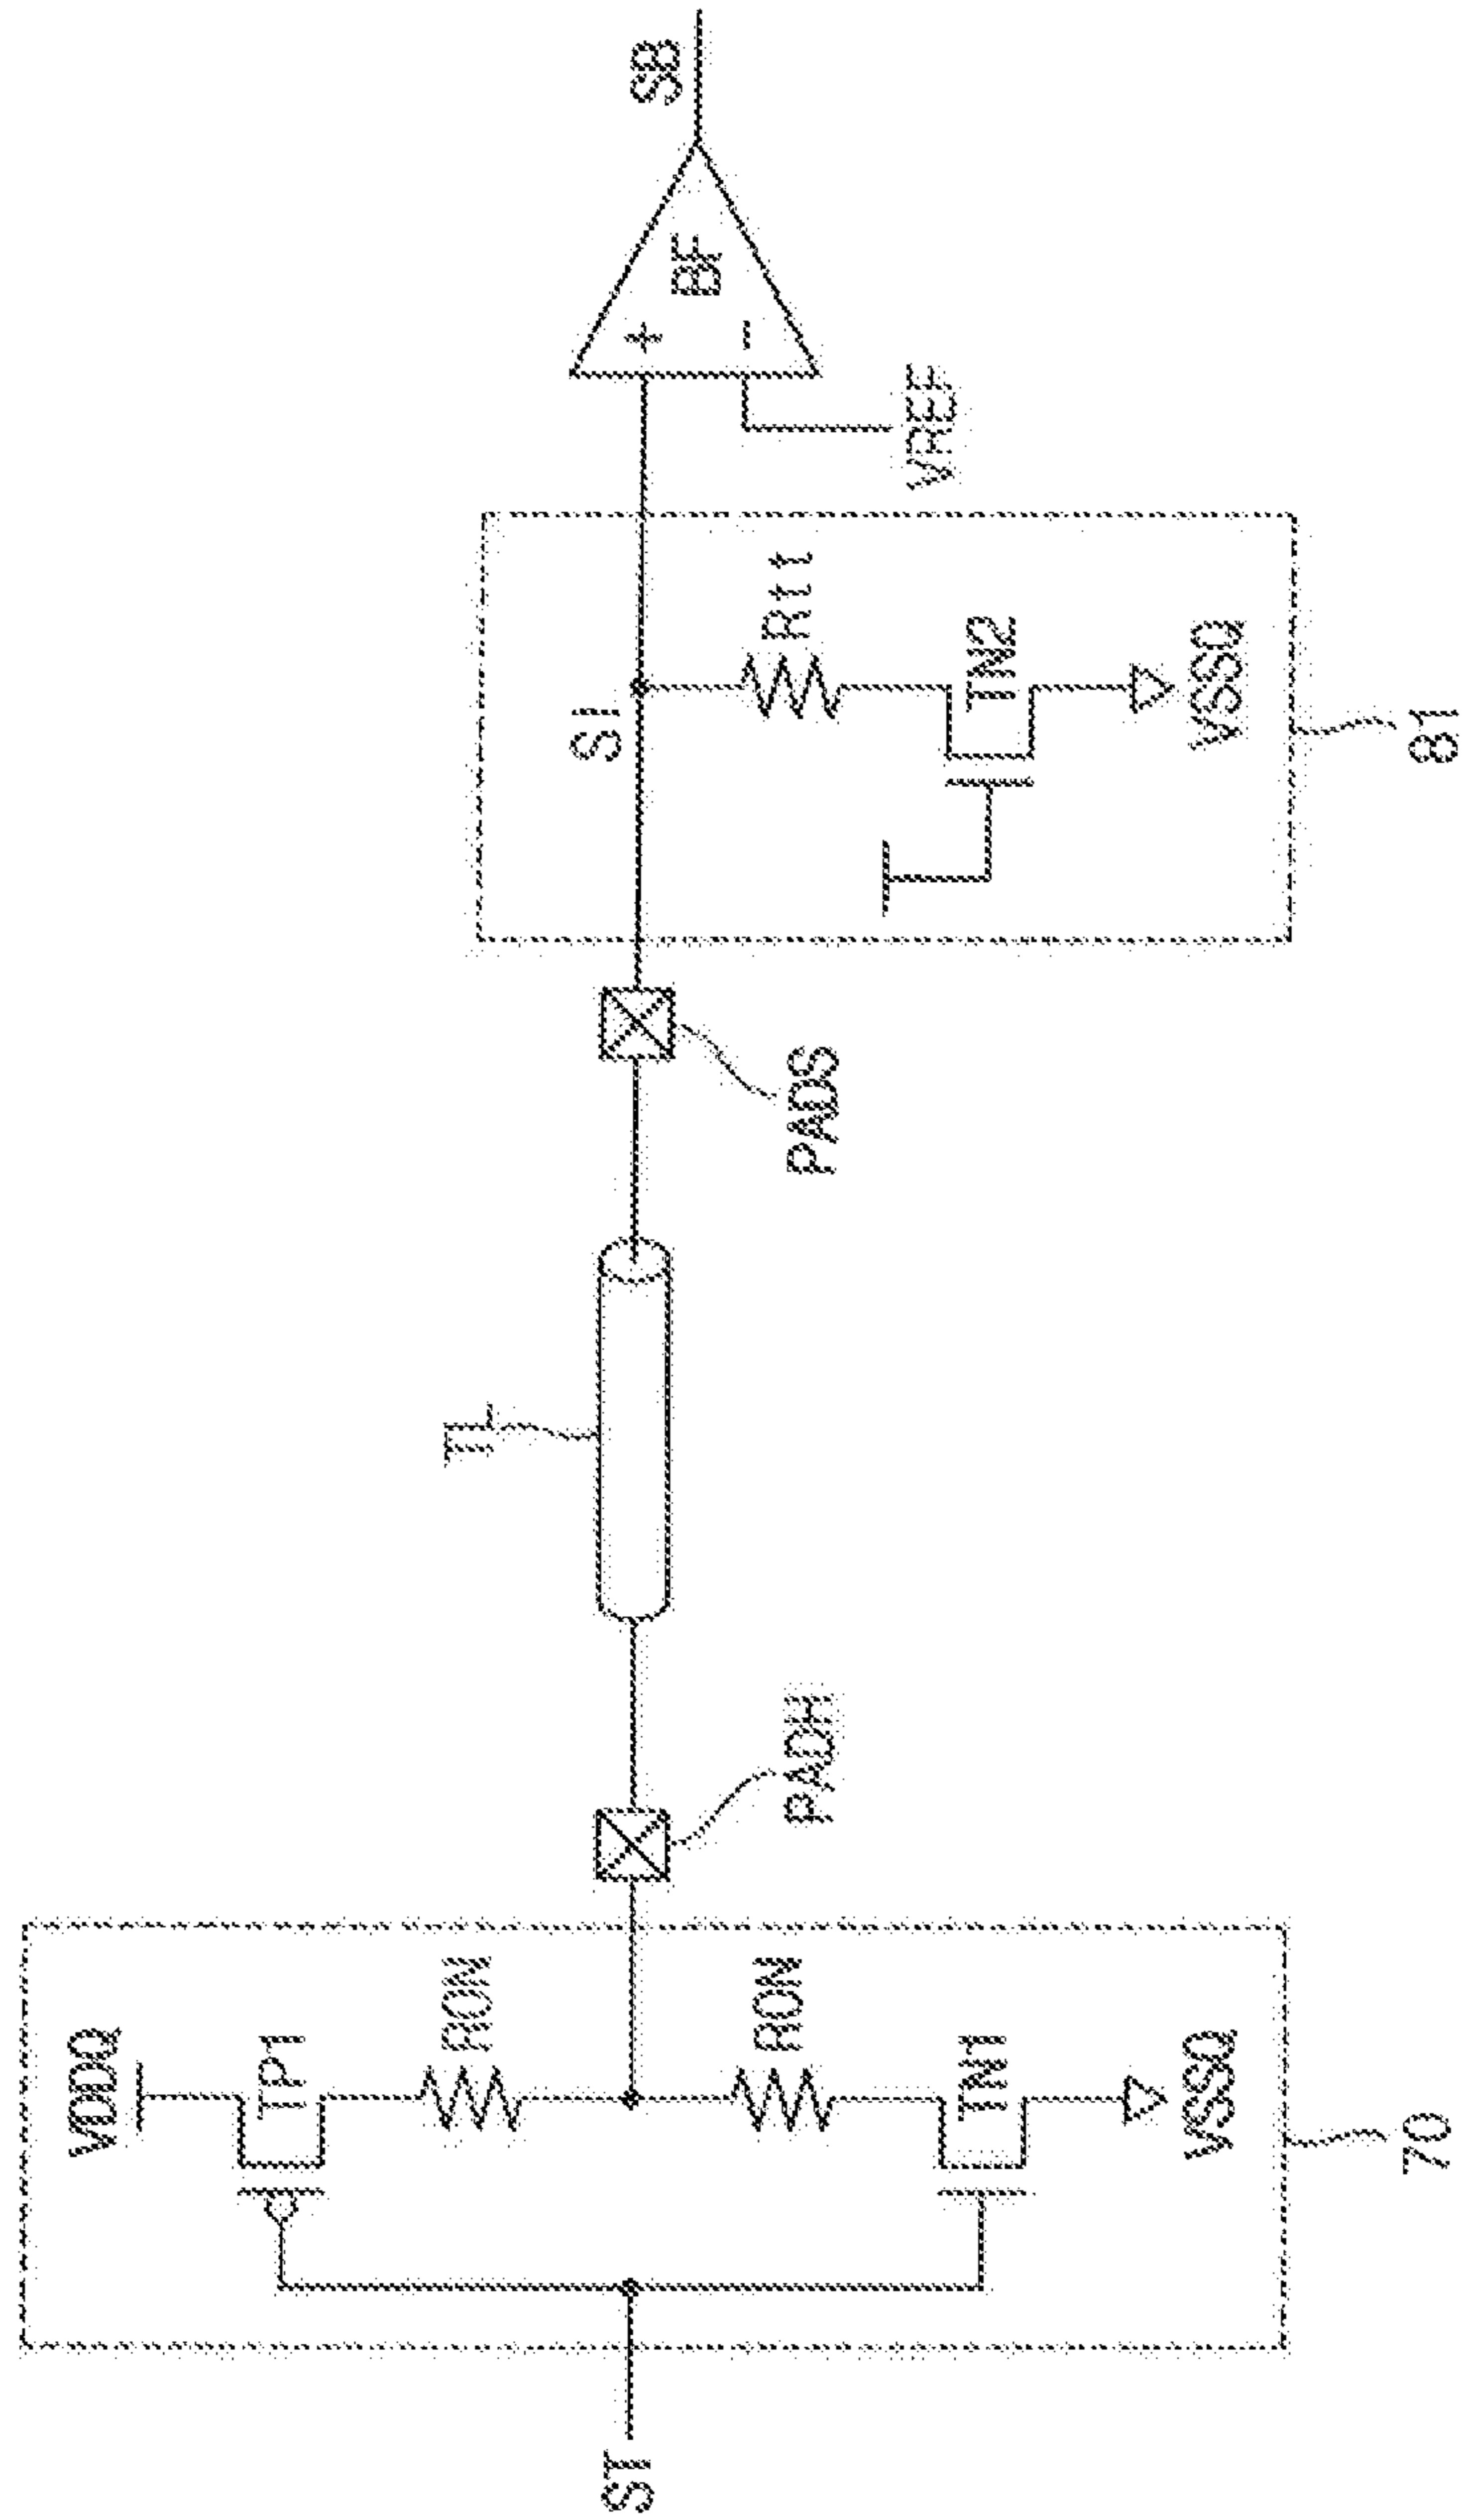 VDDQ
TP1
RON
RON
TN1
VSSQ
70
ST
PADH
TL
PADS
SI
Rtt
TN2
VSSQ
81
BF
+
-
VREF
SB